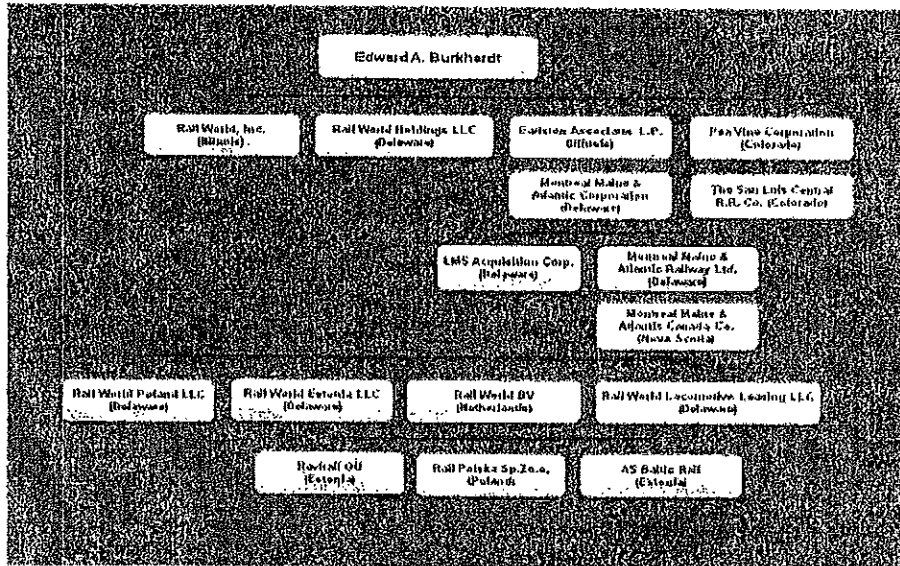 Edward A. Burkhardt
Rail World, Inc.
(Illinois)
Rail World Holdings LLC
(Delaware)
Earlston Associates L.P.
(Illinois)
Pea Vine Corporation
(Colorado)
Montreal Maine &
Atlantic Corporation
(Delaware)
The San Luis Central
R.R. Co. (Colorado)
LMS Acquisition Corp.
(Delaware)
Montreal Maine &
Atlantic Railway Ltd.
(Delaware)
Montreal Maine &
Atlantic Canada Co.
(Nova Scotia)
Rail World Poland LLC
(Delaware)
Rail World Estonia LLC
(Delaware)
Rail World BV
(Netherlands)
Rail World Locomotive Leasing LLC
(Delaware)
OÜ
(Estonia)
Rail Polska Sp.Zo.o.
(Poland)
AS Baltic Rail
(Estonia)